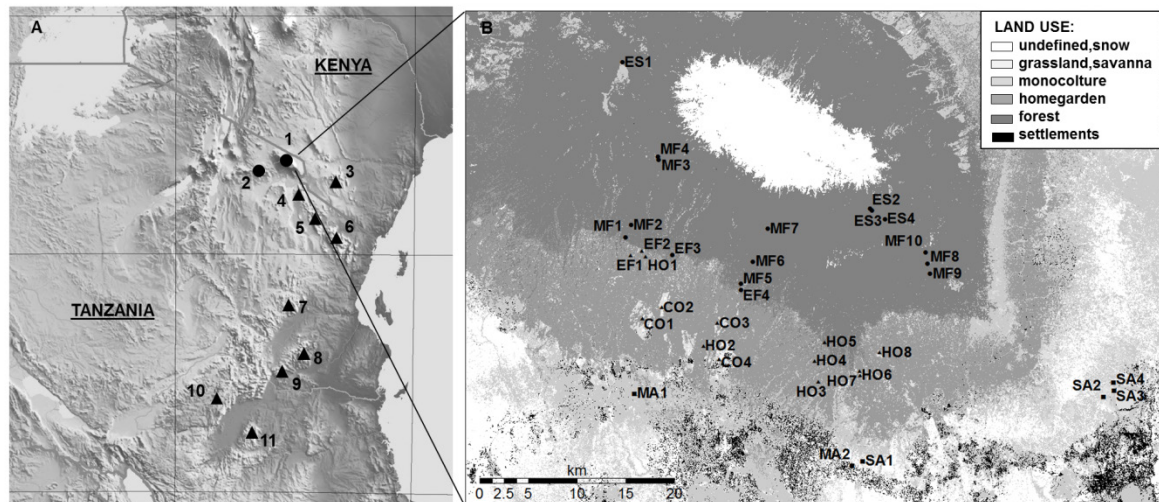 A
KENYA
1
2
3
4
5
6
TANZANIA
7
8
9
10
11
B
LAND USE:
undefined,snow
grassland,savanna
monocolture
homegarden
forest
settlements
ES1
MF4
MF3
ES2
ES3 ES4
MF1 MF2
MF7
MF10
EF2
EF3
MF8
EF1 HO1
MF6
MF9
MF5
EF4
CO2
CO1
CO3
HO5
HO2
HO8
CO4
HO4
HO6
HO7
HO3
MA1
SA4
SA2
SA3
MA2
SA1
km
0 2.5 5 10 15 20